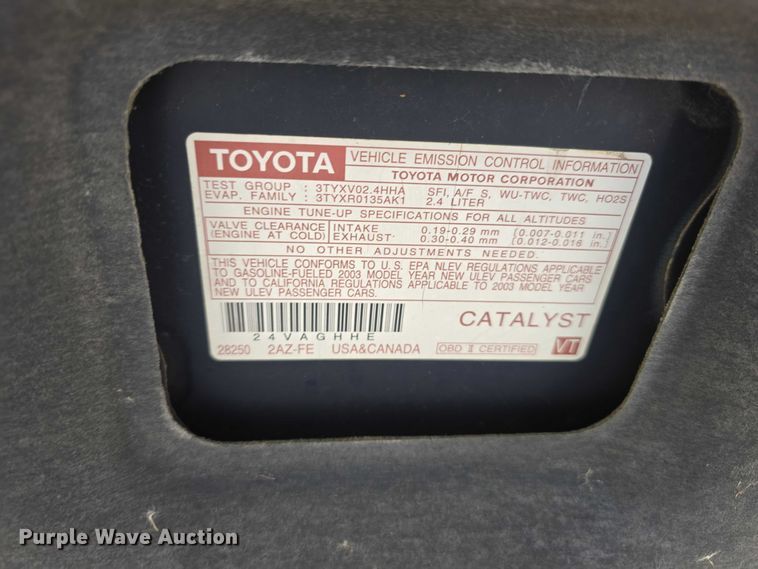 TOYOTA VEHICLE EMISSION CONTROL INFORMATION
TOYOTA MOTOR CORPORATION
TEST GROUP : 3TYXV02.4HHA SFI, A/F S, WU-TWC, TWC, HO2S
EVAP. FAMILY : 3TYXR0135AK1 2.4 LITER
ENGINE TUNE-UP SPECIFICATIONS FOR ALL ALTITUDES
VALVE CLEARANCE INTAKE 0.19-0.29 mm [0.007-0.011 in.]
(ENGINE AT COLD) EXHAUST 0.30-0.40 mm [0.012-0.016 in.]
NO OTHER ADJUSTMENTS NEEDED.
THIS VEHICLE CONFORMS TO U.S. EPA NLEV REGULATIONS APPLICABLE
TO GASOLINE-FUELED 2003 MODEL YEAR NEW ULEV PASSENGER CARS
AND TO CALIFORNIA REGULATIONS APPLICABLE TO 2003 MODEL YEAR
NEW ULEV PASSENGER CARS.
24VAGHHE
CATALYST
28250 2AZ-FE USA&CANADA OBD Ⅱ CERTIFIED VT
Purple Wave Auction